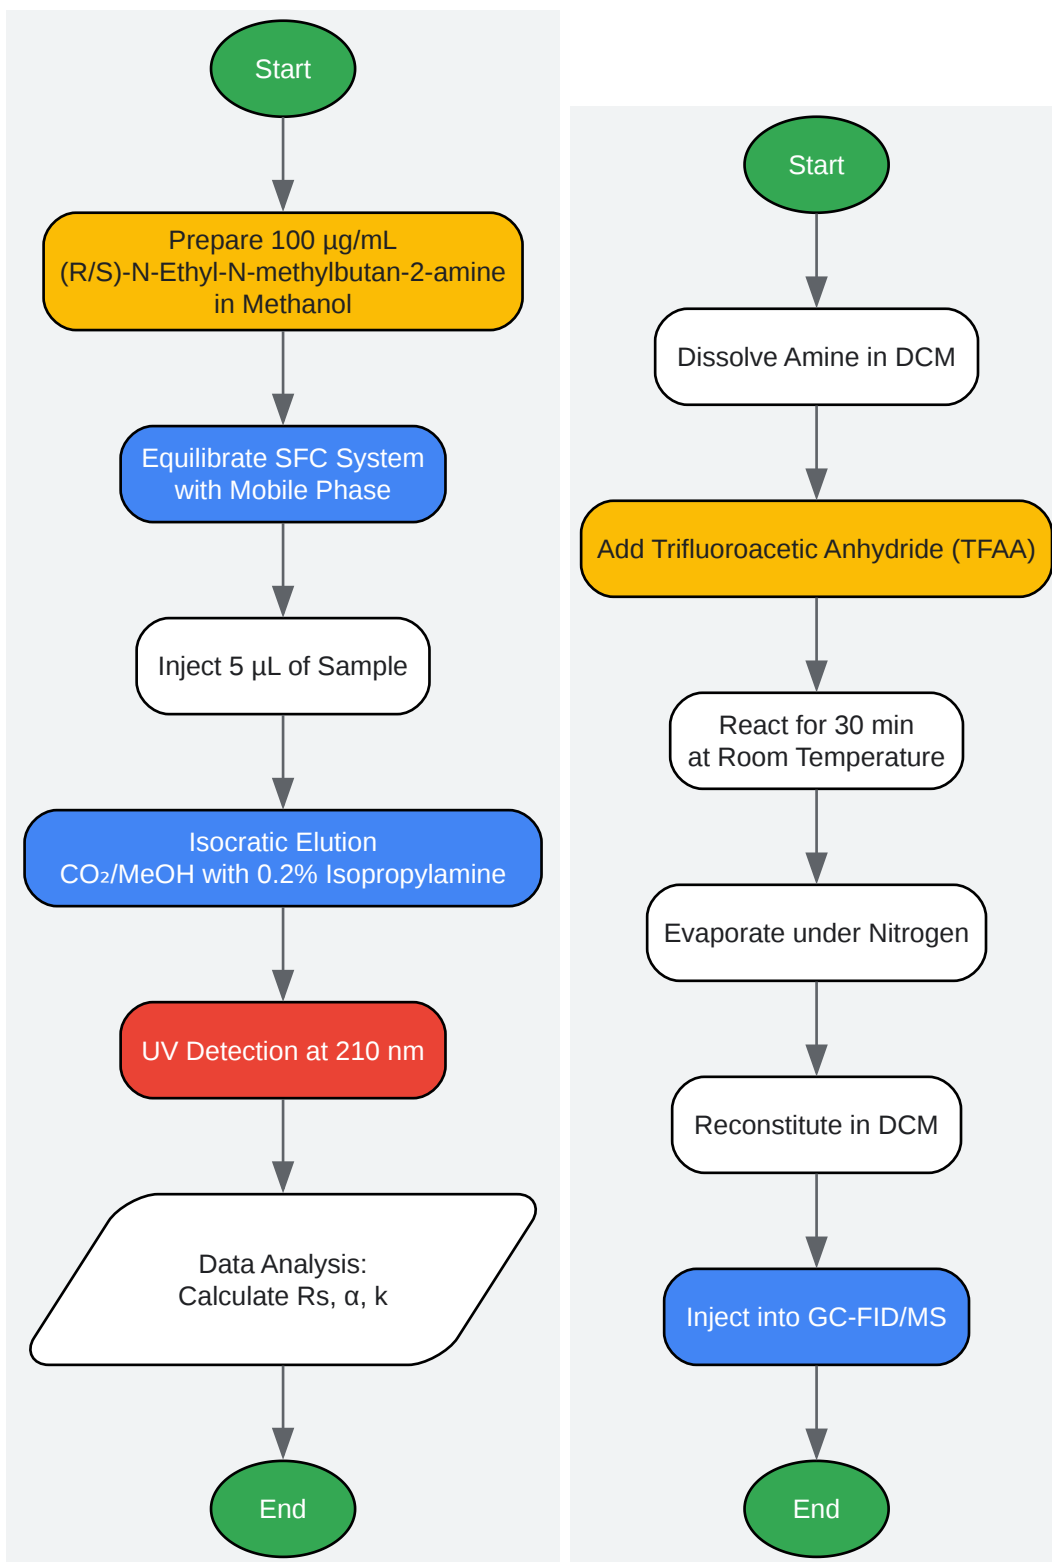 Start
Prepare 100 µg/mL
(R/S)-N-Ethyl-N-methylbutan-2-amine
in Methanol
Equilibrate SFC System
with Mobile Phase
Inject 5 µL of Sample
Isocratic Elution
CO₂/MeOH with 0.2% Isopropylamine
UV Detection at 210 nm
Data Analysis:
Calculate Rs, α, k
End
Start
Dissolve Amine in DCM
Add Trifluoroacetic Anhydride (TFAA)
React for 30 min
at Room Temperature
Evaporate under Nitrogen
Reconstitute in DCM
Inject into GC-FID/MS
End